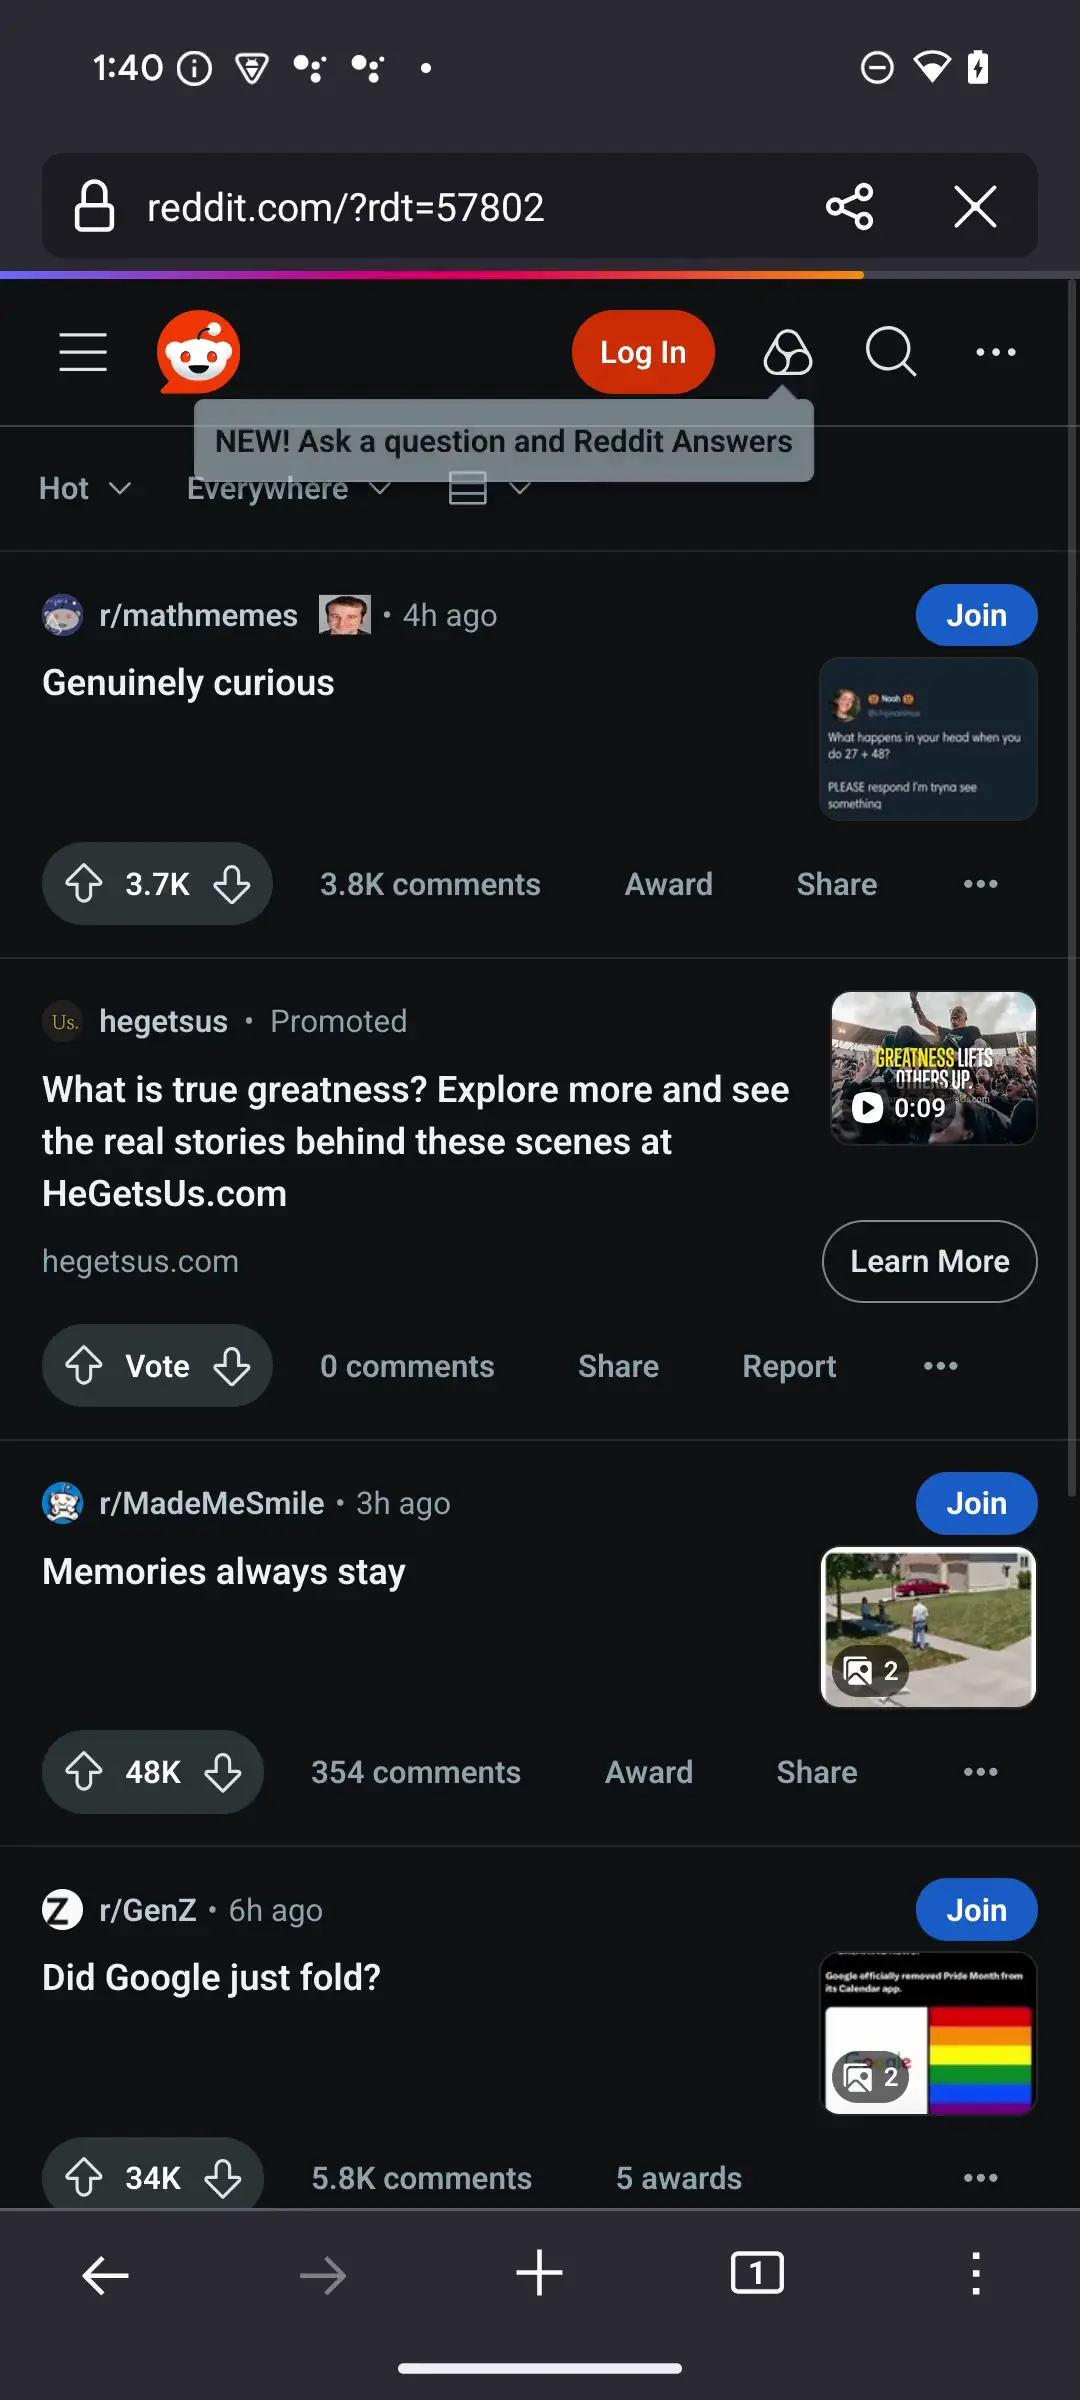 1:40
reddit.com/?rdt=57802
Log In
NEW! Ask a question and Reddit Answers
Hot
Everywhere
r/mathmemes • 4h ago
Join
Genuinely curious
Noah
What happens in your head when you
do 27 + 48?
PLEASE respond I'm tryna see
something
3.7K
3.8K comments
Award
Share
Us.
hegetsus • Promoted
What is true greatness? Explore more and see
the real stories behind these scenes at
HeGetsUs.com
GREATNESS LIFTS
OTHERS UP.
0:09
hegetsus.com
Learn More
Vote
0 comments
Share
Report
r/MadeMeSmile • 3h ago
Join
Memories always stay
2
48K
354 comments
Award
Share
Z
r/GenZ • 6h ago
Join
Did Google just fold?
Google officially removed Pride Month from
its Calendar app.
2
34K
5.8K comments
5 awards
1